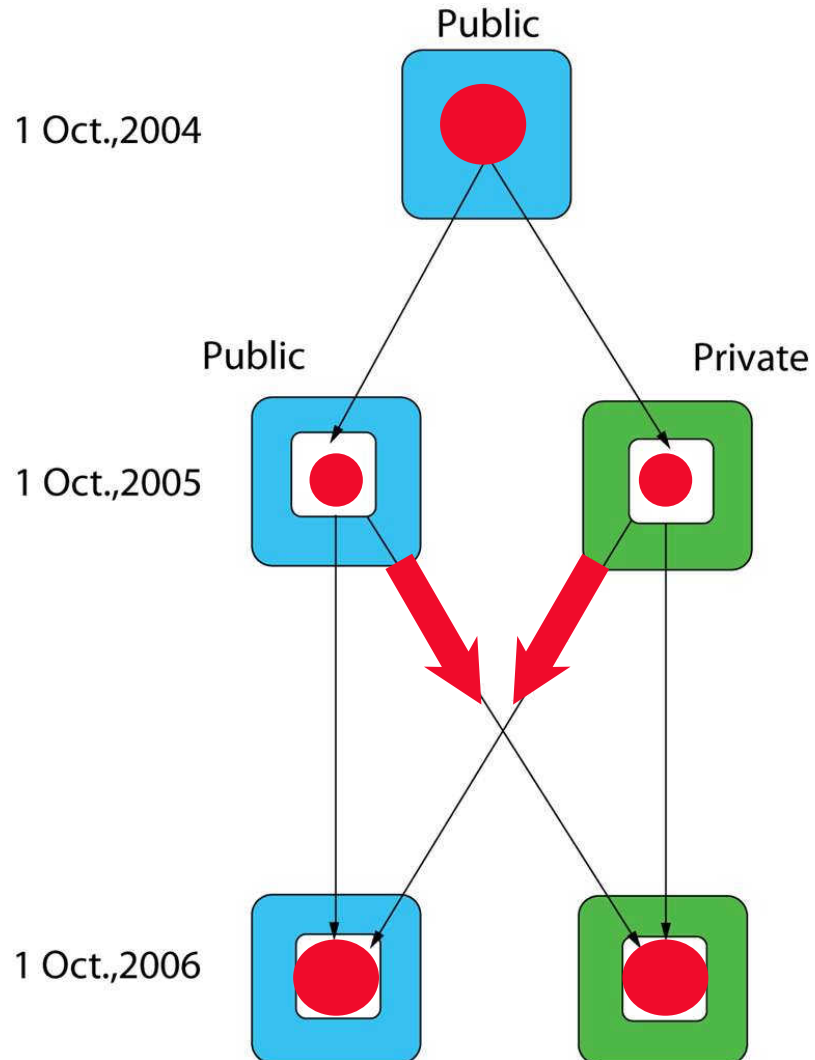 Public
1 Oct.,2004
Public
Private
1 Oct.,2005
1 Oct.,2006